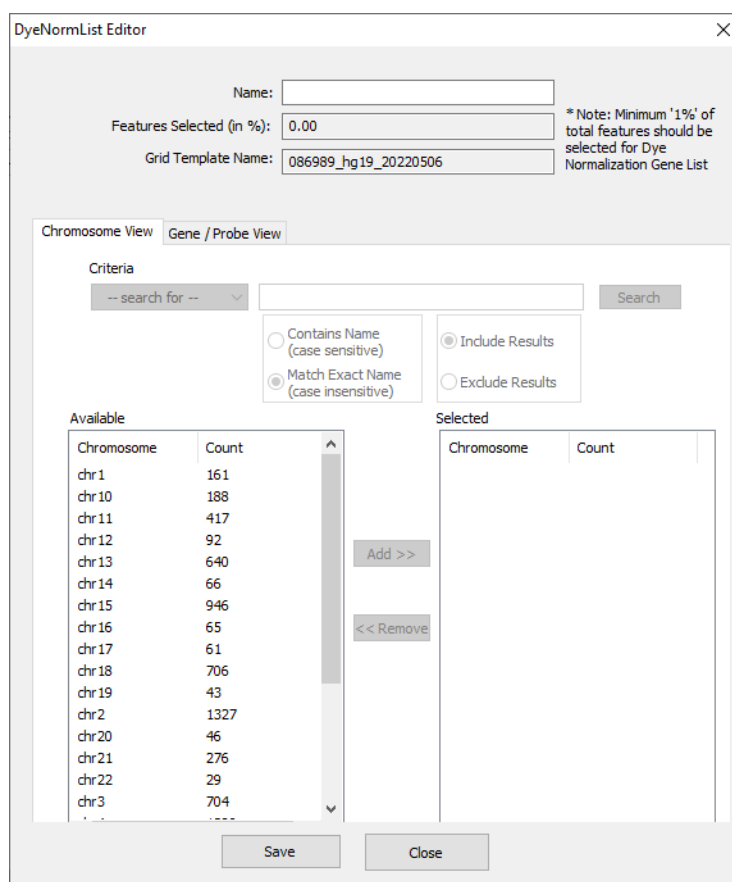 DyeNormList Editor
Name:
Features Selected (in %): 0.00
Grid Template Name: 086989_hg19_20220506
* Note: Minimum '1%' of
total features should be
selected for Dye
Normalization Gene List
Chromosome View Gene / Probe View
Criteria
-- search for -- Search
Contains Name
(case sensitive)
Match Exact Name
(case insensitive)
Include Results
Exclude Results
Available
Chromosome Count
chr1 161
chr10 188
chr11 417
chr12 92
chr13 640
chr14 66
chr15 946
chr16 65
chr17 61
chr18 706
chr19 43
chr2 1327
chr20 46
chr21 276
chr22 29
chr3 704
Add >>
<< Remove
Selected
Chromosome Count
Save Close